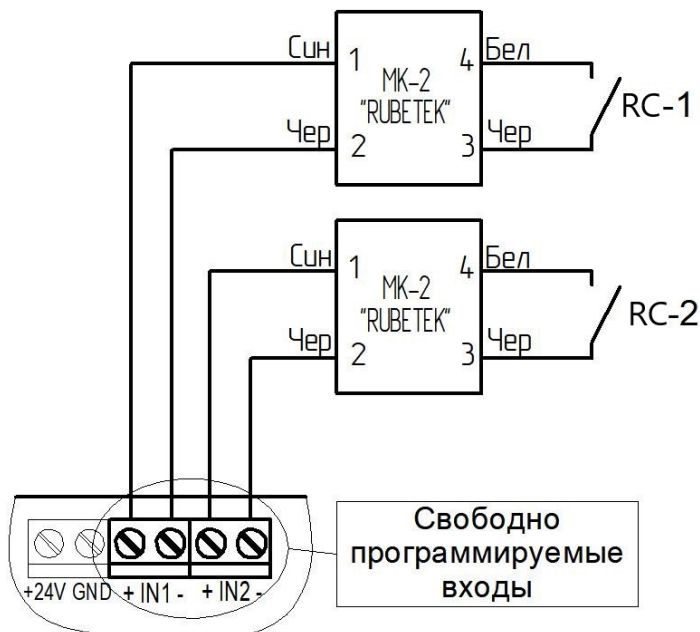 Син 1 4 Бел
МК-2
"RUBETEK"
RC-1
Чер 2 3 Чер
Син 1 4 Бел
МК-2
"RUBETEK"
RC-2
Чер 2 3 Чер
Свободно
программируемые
входы
+24V GND + IN1 - + IN2 -